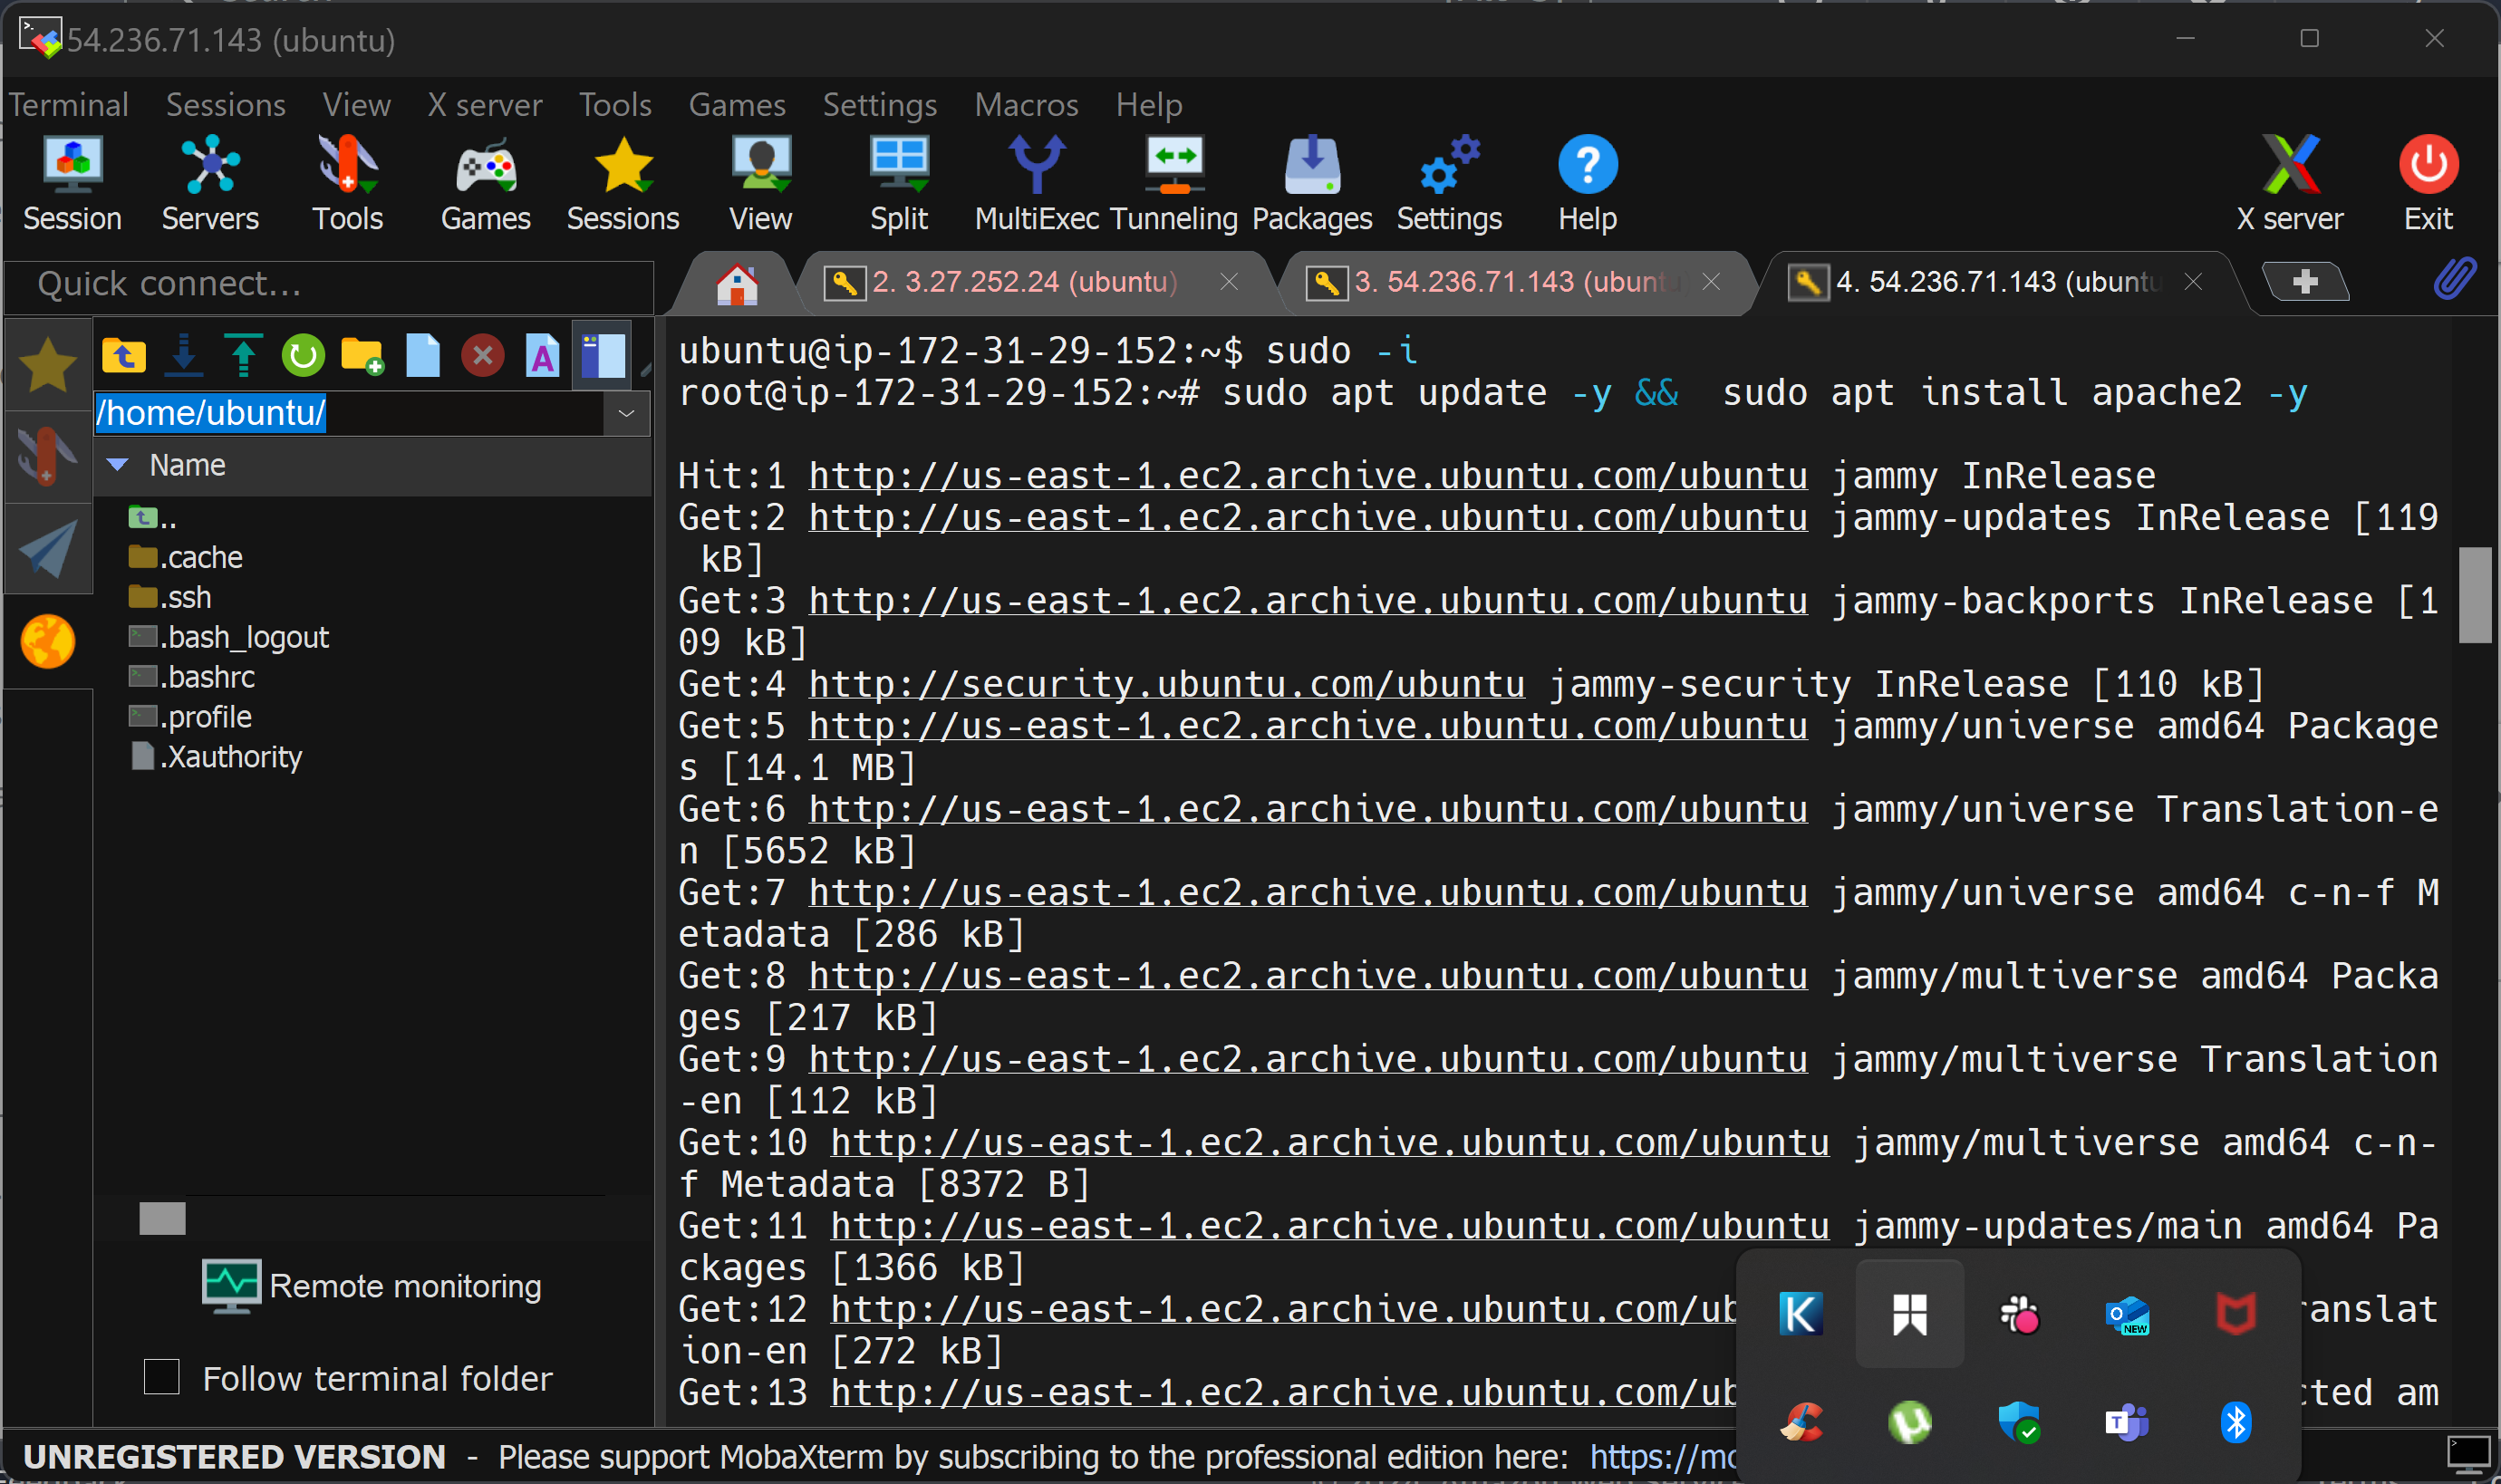 54.236.71.143 (ubuntu)
Terminal Sessions View X server Tools Games Settings Macros Help
Session Servers Tools Games Sessions View Split MultiExec Tunneling Packages Settings Help X server Exit
Quick connect...
2. 3.27.252.24 (ubuntu)
3. 54.236.71.143 (ubunt
4. 54.236.71.143 (ubuntu
/home/ubuntu/
Name
..
.cache
.ssh
.bash_logout
.bashrc
.profile
.Xauthority
Remote monitoring
Follow terminal folder
ubuntu@ip-172-31-29-152:~$ sudo -i
root@ip-172-31-29-152:~# sudo apt update -y &&  sudo apt install apache2 -y
Hit:1 http://us-east-1.ec2.archive.ubuntu.com/ubuntu jammy InRelease
Get:2 http://us-east-1.ec2.archive.ubuntu.com/ubuntu jammy-updates InRelease [119
kB]
Get:3 http://us-east-1.ec2.archive.ubuntu.com/ubuntu jammy-backports InRelease [1
09 kB]
Get:4 http://security.ubuntu.com/ubuntu jammy-security InRelease [110 kB]
Get:5 http://us-east-1.ec2.archive.ubuntu.com/ubuntu jammy/universe amd64 Package
s [14.1 MB]
Get:6 http://us-east-1.ec2.archive.ubuntu.com/ubuntu jammy/universe Translation-e
n [5652 kB]
Get:7 http://us-east-1.ec2.archive.ubuntu.com/ubuntu jammy/universe amd64 c-n-f M
etadata [286 kB]
Get:8 http://us-east-1.ec2.archive.ubuntu.com/ubuntu jammy/multiverse amd64 Packa
ges [217 kB]
Get:9 http://us-east-1.ec2.archive.ubuntu.com/ubuntu jammy/multiverse Translation
-en [112 kB]
Get:10 http://us-east-1.ec2.archive.ubuntu.com/ubuntu jammy/multiverse amd64 c-n-
f Metadata [8372 B]
Get:11 http://us-east-1.ec2.archive.ubuntu.com/ubuntu jammy-updates/main amd64 Pa
ckages [1366 kB]
Get:12 http://us-east-1.ec2.archive.ubuntu.com/ub ranslat
ion-en [272 kB]
Get:13 http://us-east-1.ec2.archive.ubuntu.com/ub cted am
UNREGISTERED VERSION - Please support MobaXterm by subscribing to the professional edition here: https://mo